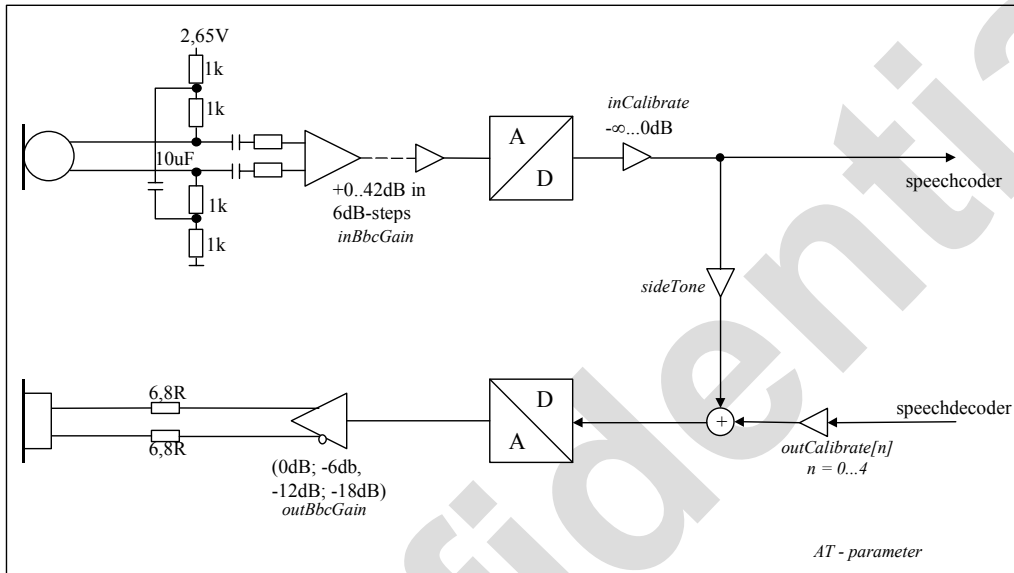 2,65V
1k
1k
10uF
1k
1k
+0..42dB in
6dB-steps
inBbcGain
A
D
inCalibrate
-∞...0dB
speechcoder
sideTone
6,8R
6,8R
(0dB; -6db,
-12dB; -18dB)
outBbcGain
D
A
+
speechdecoder
outCalibrate[n]
n = 0...4
AT - parameter